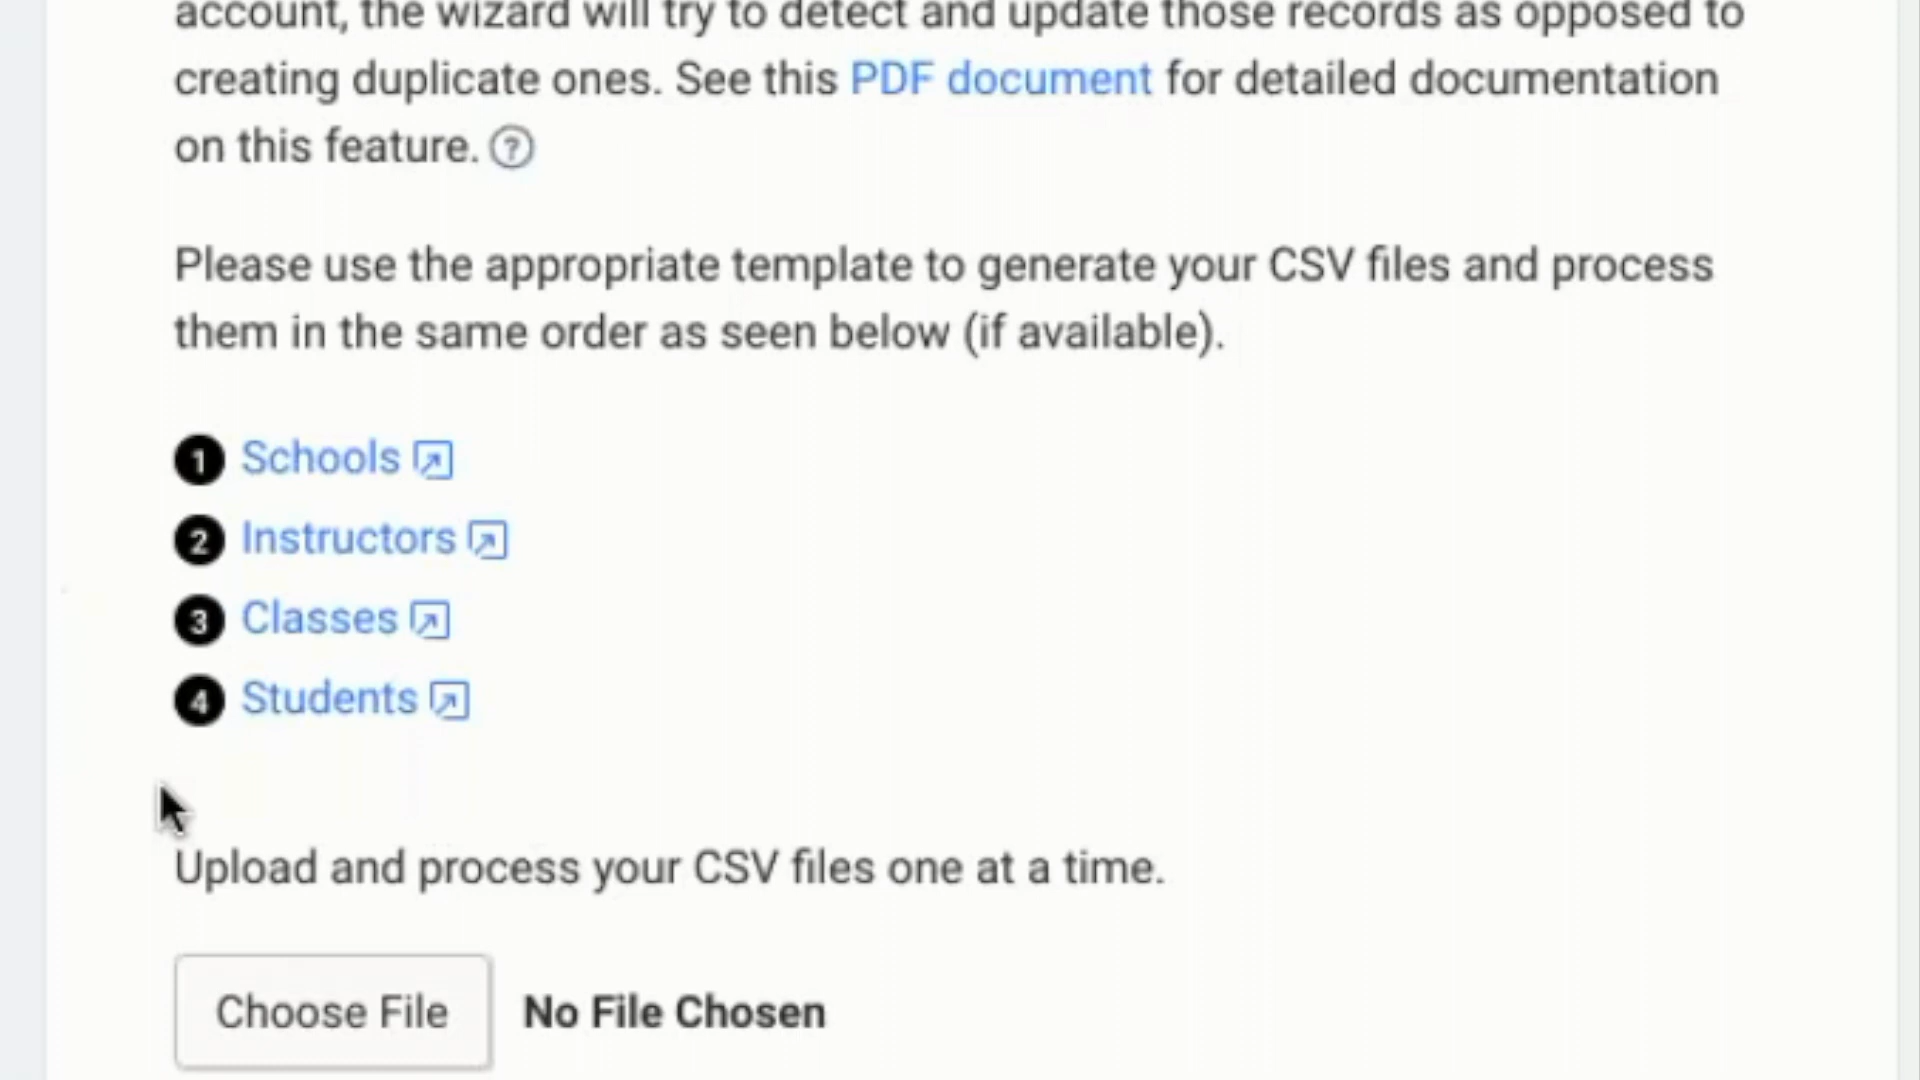 account, the wizard will try to detect and update those records as opposed to
creating duplicate ones. See this PDF document for detailed documentation
on this feature. ?
Please use the appropriate template to generate your CSV files and process
them in the same order as seen below (if available).
1 Schools
2 Instructors
3 Classes
4 Students
Upload and process your CSV files one at a time.
Choose File No File Chosen